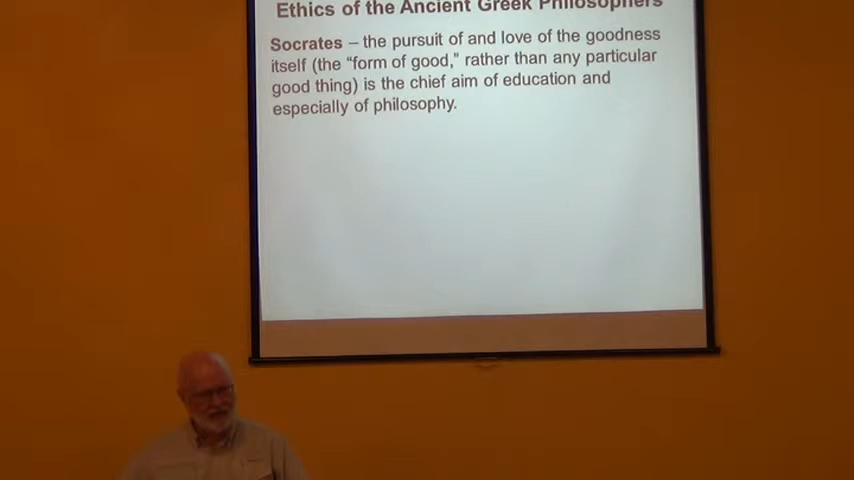 Ethics of the Ancient Greek Philosophers
Socrates – the pursuit of and love of the goodness
itself (the "form of good," rather than any particular
good thing) is the chief aim of education and
especially of philosophy.